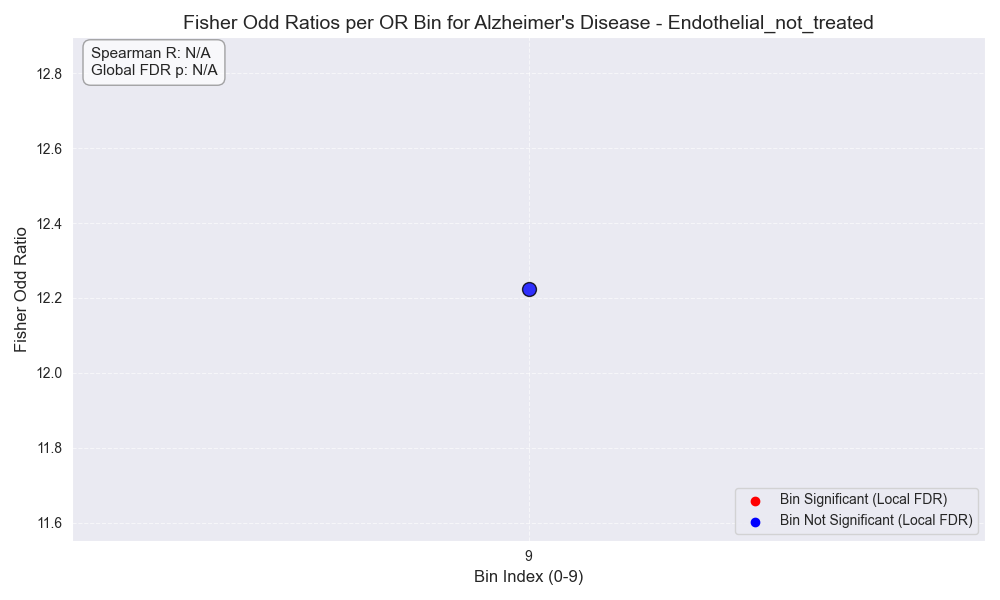 Fisher Odd Ratios per OR Bin for Alzheimer's Disease - Endothelial_not_treated
Spearman R: N/A
Global FDR p: N/A
12.8
12.6
12.4
12.2
12.0
11.8
11.6
Fisher Odd Ratio
Bin Significant (Local FDR)
Bin Not Significant (Local FDR)
9
Bin Index (0-9)